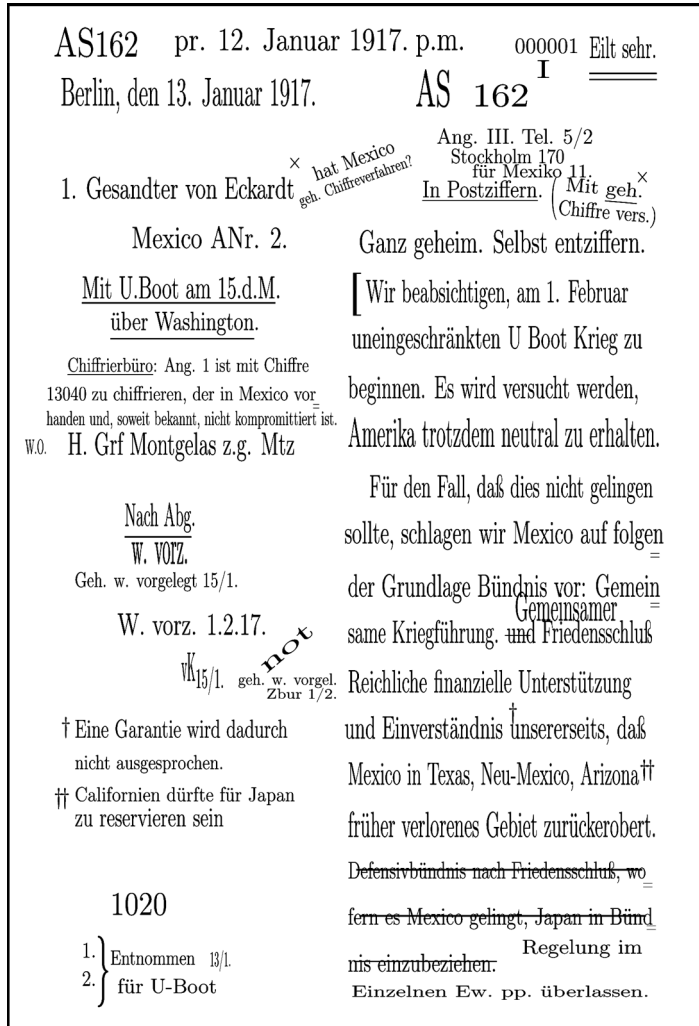 AS162 pr. 12. Januar 1917. p.m. 000001 Eilt sehr.
I
Berlin, den 13. Januar 1917. AS 162
Ang. III. Tel. 5/2
Stockholm 170
für Mexiko 11.
1. Gesandter von Eckardt ×
hat Mexico
geh. Chiffreverfahren?
In Postziffern. (Mit geh. ×
Chiffre vers.)
Mexico ANr. 2.
Mit U.Boot am 15.d.M.
über Washington.
Chiffrierbüro: Ang. 1 ist mit Chiffre
13040 zu chiffrieren, der in Mexico vor=
handen und, soweit bekannt, nicht kompromittiert ist.
W.O. H. Grf Montgelas z.g. Mtz
Nach Abg.
W. VORZ.
Geh. w. vorgelegt 15/1.
W. vorz. 1.2.17.
not
vK15/1. geh. w. vorgel.
Zbur 1/2.
† Eine Garantie wird dadurch
nicht ausgesprochen.
†† Californien dürfte für Japan
zu reservieren sein
1020
1. } Entnommen 13/1.
2. für U-Boot
Ganz geheim. Selbst entziffern.
[ Wir beabsichtigen, am 1. Februar
uneingeschränkten U Boot Krieg zu
beginnen. Es wird versucht werden,
Amerika trotzdem neutral zu erhalten.
Für den Fall, daß dies nicht gelingen
sollte, schlagen wir Mexico auf folgen=
der Grundlage Bündnis vor: Gemein=
Gemeinsamer
same Kriegführung. und Friedensschluß
Reichliche finanzielle Unterstützung
und Einverständnis †unsererseits, daß
Mexico in Texas, Neu-Mexico, Arizona††
früher verlorenes Gebiet zurückerobert.
Defensivbündnis nach Friedensschluß, wo=
fern es Mexico gelingt, Japan in Bünd=
nis einzubeziehen. Regelung im
Einzelnen Ew. pp. überlassen.